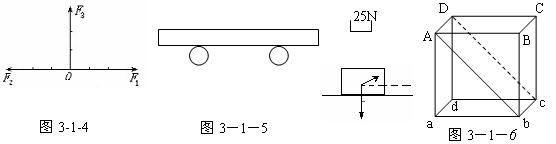 F₃
F₂ O F₁
图 3-1-4
图 3－1－5
25N
D C
A B
d c
a b
图 3－1－6